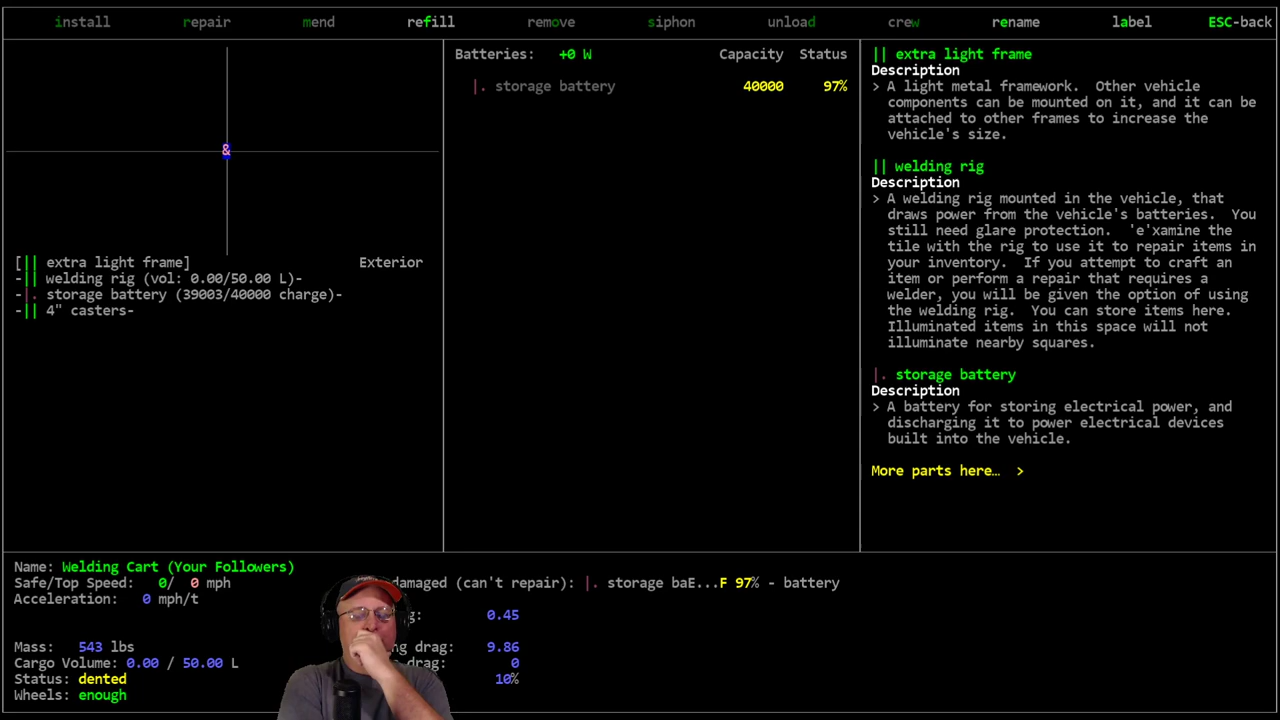 install repair mend refill remove siphon unload crew rename label ESC-back
Batteries: +0 W Capacity Status
|. storage battery 40000 97%
&
[|| extra light frame] Exterior
-|| welding rig (vol: 0.00/50.00 L)-
-|. storage battery (39003/40000 charge)-
-|| 4" casters-
|| extra light frame
Description
> A light metal framework. Other vehicle
components can be mounted on it, and it can be
attached to other frames to increase the
vehicle's size.
|| welding rig
Description
> A welding rig mounted in the vehicle, that
draws power from the vehicle's batteries. You
still need glare protection. 'e'xamine the
tile with the rig to use it to repair items in
your inventory. If you attempt to craft an
item or perform a repair that requires a
welder, you will be given the option of using
the welding rig. You can store items here.
Illuminated items in this space will not
illuminate nearby squares.
|. storage battery
Description
> A battery for storing electrical power, and
discharging it to power electrical devices
built into the vehicle.
More parts here… >
Name: Welding Cart (Your Followers)
Safe/Top Speed: 0/ 0 mph damaged (can't repair): |. storage baE...F 97% - battery
Acceleration: 0 mph/t
0.45
Mass: 543 lbs drag: 9.86
Cargo Volume: 0.00 / 50.00 L drag: 0
Status: dented 10%
Wheels: enough